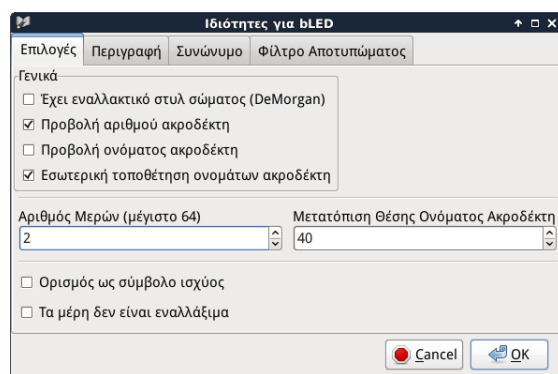 Ιδιότητες για bLED
Επιλογές Περιγραφή Συνώνυμο Φίλτρο Αποτυπώματος
Γενικά
Έχει εναλλακτικό στυλ σώματος (DeMorgan)
Προβολή αριθμού ακροδέκτη
Προβολή ονόματος ακροδέκτη
Εσωτερική τοποθέτηση ονομάτων ακροδέκτη
Αριθμός Μερών (μέγιστο 64) Μετατόπιση Θέσης Ονόματος Ακροδέκτη
2 40
Ορισμός ως σύμβολο ισχύος
Τα μέρη δεν είναι εναλλάξιμα
Cancel OK